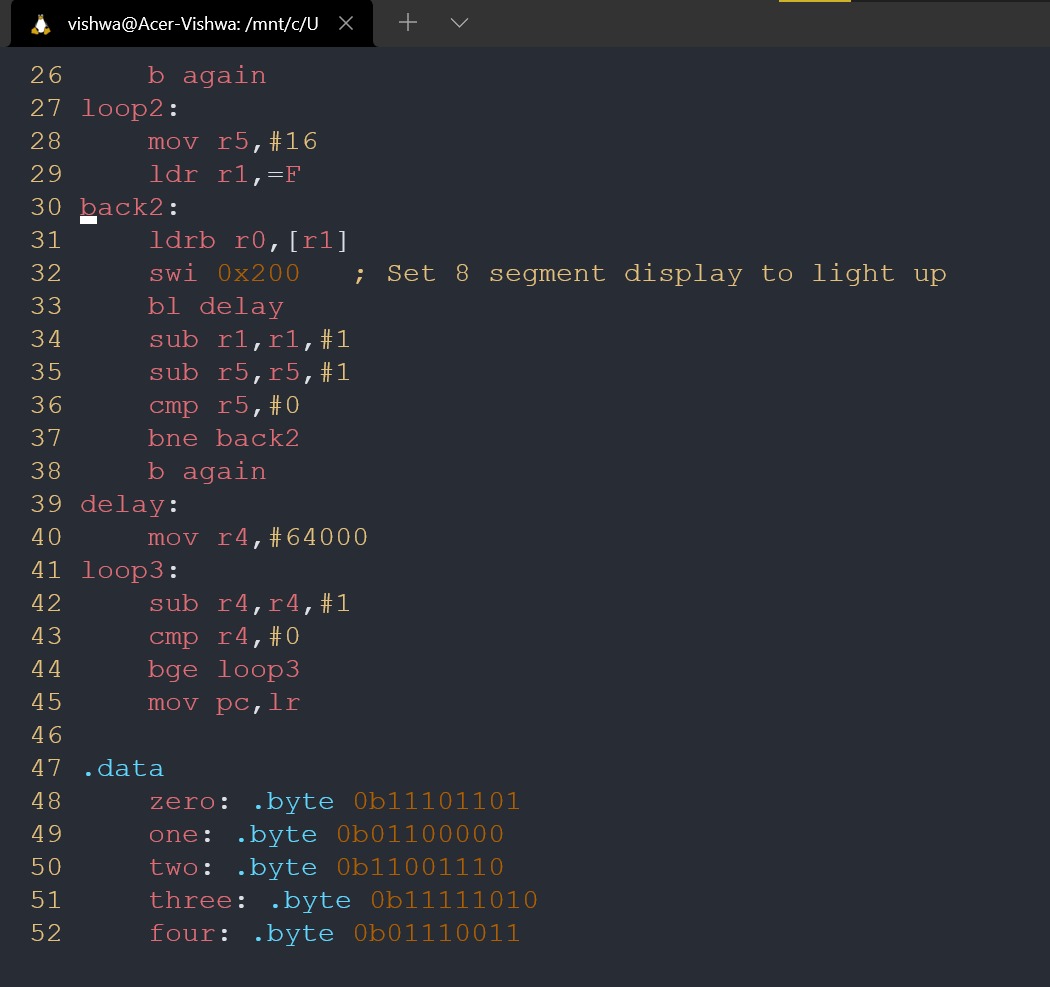 vishwa@Acer-Vishwa: /mnt/c/U
26 b again
27 loop2:
28 mov r5,#16
29 ldr r1,=F
30 back2:
31 ldrb r0,[r1]
32 swi 0x200 ; Set 8 segment display to light up
33 bl delay
34 sub r1,r1,#1
35 sub r5,r5,#1
36 cmp r5,#0
37 bne back2
38 b again
39 delay:
40 mov r4,#64000
41 loop3:
42 sub r4,r4,#1
43 cmp r4,#0
44 bge loop3
45 mov pc,lr
46
47 .data
48 zero: .byte 0b11101101
49 one: .byte 0b01100000
50 two: .byte 0b11001110
51 three: .byte 0b11111010
52 four: .byte 0b01110011